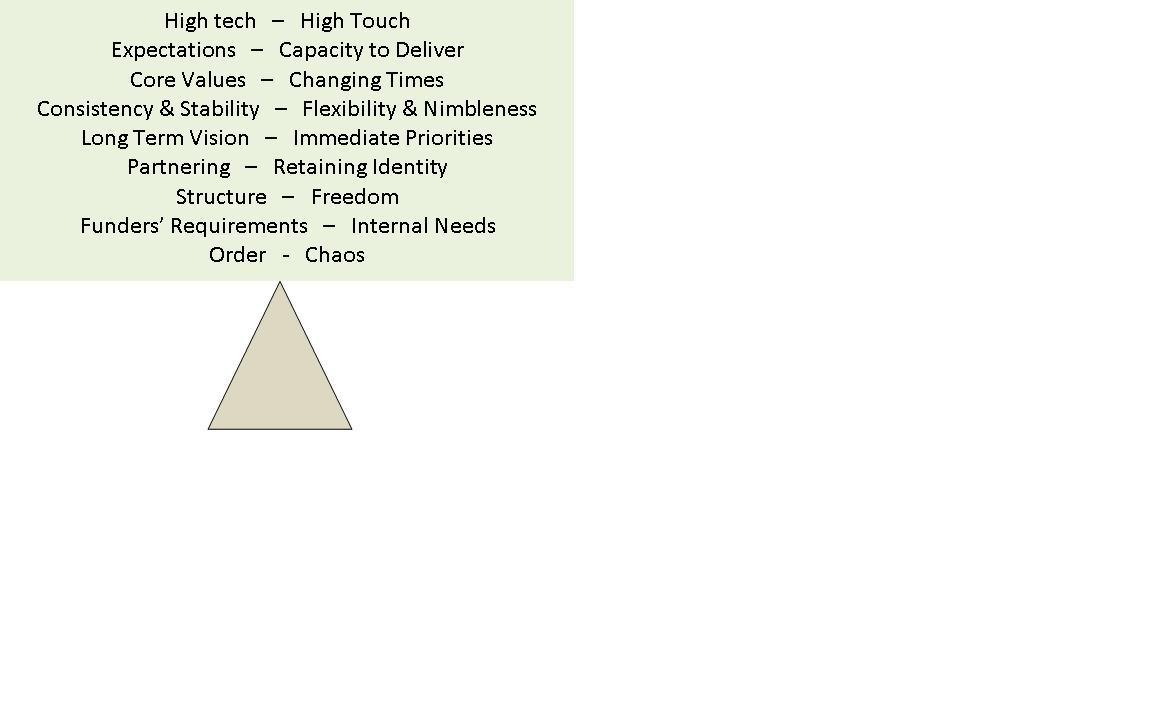 High tech – High Touch
Expectations – Capacity to Deliver
Core Values – Changing Times
Consistency & Stability – Flexibility & Nimbleness
Long Term Vision – Immediate Priorities
Partnering – Retaining Identity
Structure – Freedom
Funders’ Requirements – Internal Needs
Order - Chaos